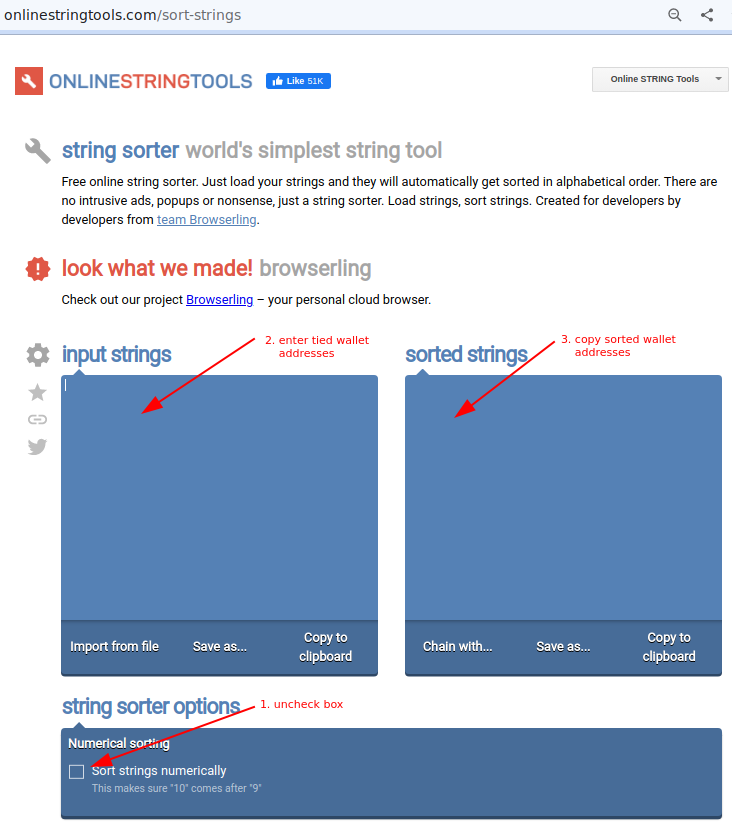 onlinestringtools.com/sort-strings
ONLINESTRINGTOOLS
Like 51K
Online STRING Tools
string sorter world's simplest string tool
Free online string sorter. Just load your strings and they will automatically get sorted in alphabetical order. There are
no intrusive ads, popups or nonsense, just a string sorter. Load strings, sort strings. Created for developers by
developers from team Browserling.
look what we made! browserling
Check out our project Browserling – your personal cloud browser.
input strings
2. enter tied wallet
addresses
sorted strings
3. copy sorted wallet
addresses
Import from file
Save as...
Copy to
clipboard
Chain with...
Save as...
Copy to
clipboard
string sorter options
1. uncheck box
Numerical sorting
Sort strings numerically
This makes sure "10" comes after "9"